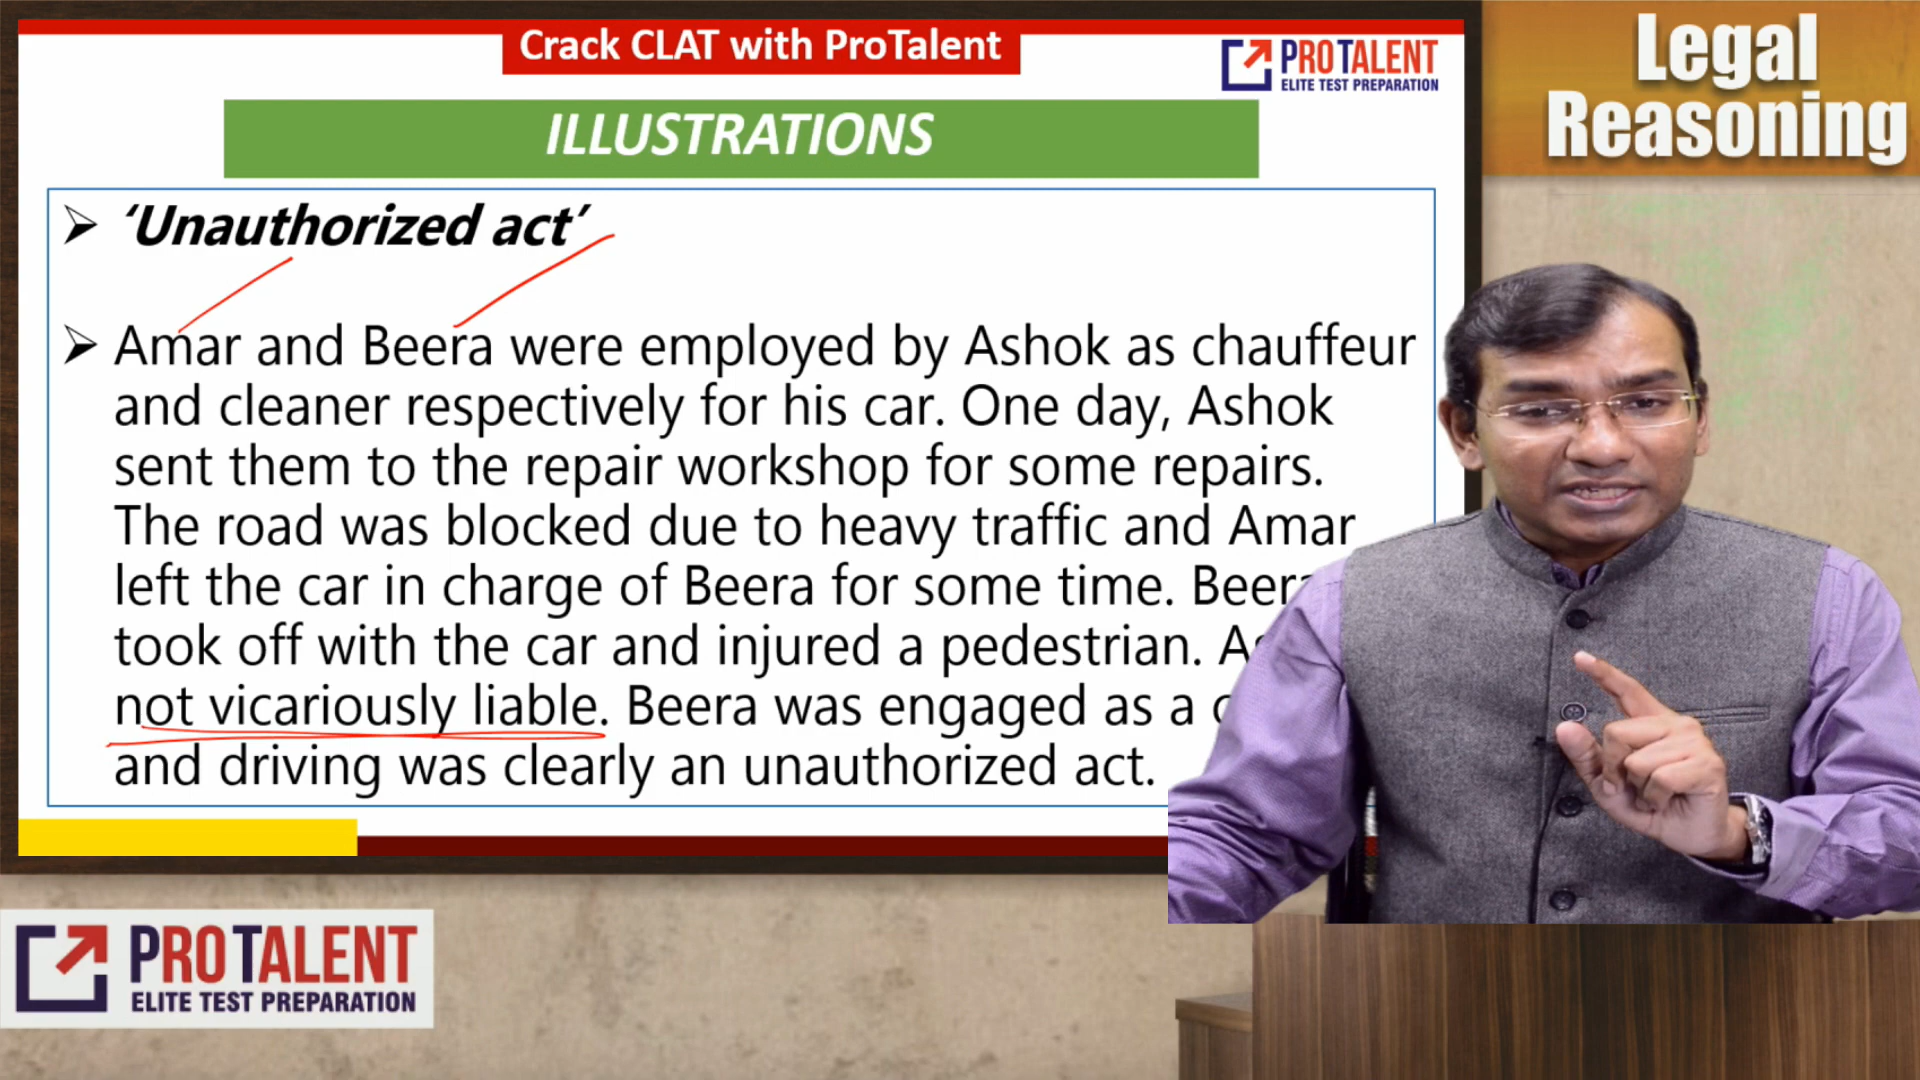 Crack CLAT with ProTalent
PROTALENT
ELITE TEST PREPARATION
Legal
Reasoning
ILLUSTRATIONS
‘Unauthorized act’
Amar and Beera were employed by Ashok as chauffeur
and cleaner respectively for his car. One day, Ashok
sent them to the repair workshop for some repairs.
The road was blocked due to heavy traffic and Amar
left the car in charge of Beera for some time. Beera
took off with the car and injured a pedestrian.
not vicariously liable. Beera was engaged as a
and driving was clearly an unauthorized act.
PROTALENT
ELITE TEST PREPARATION